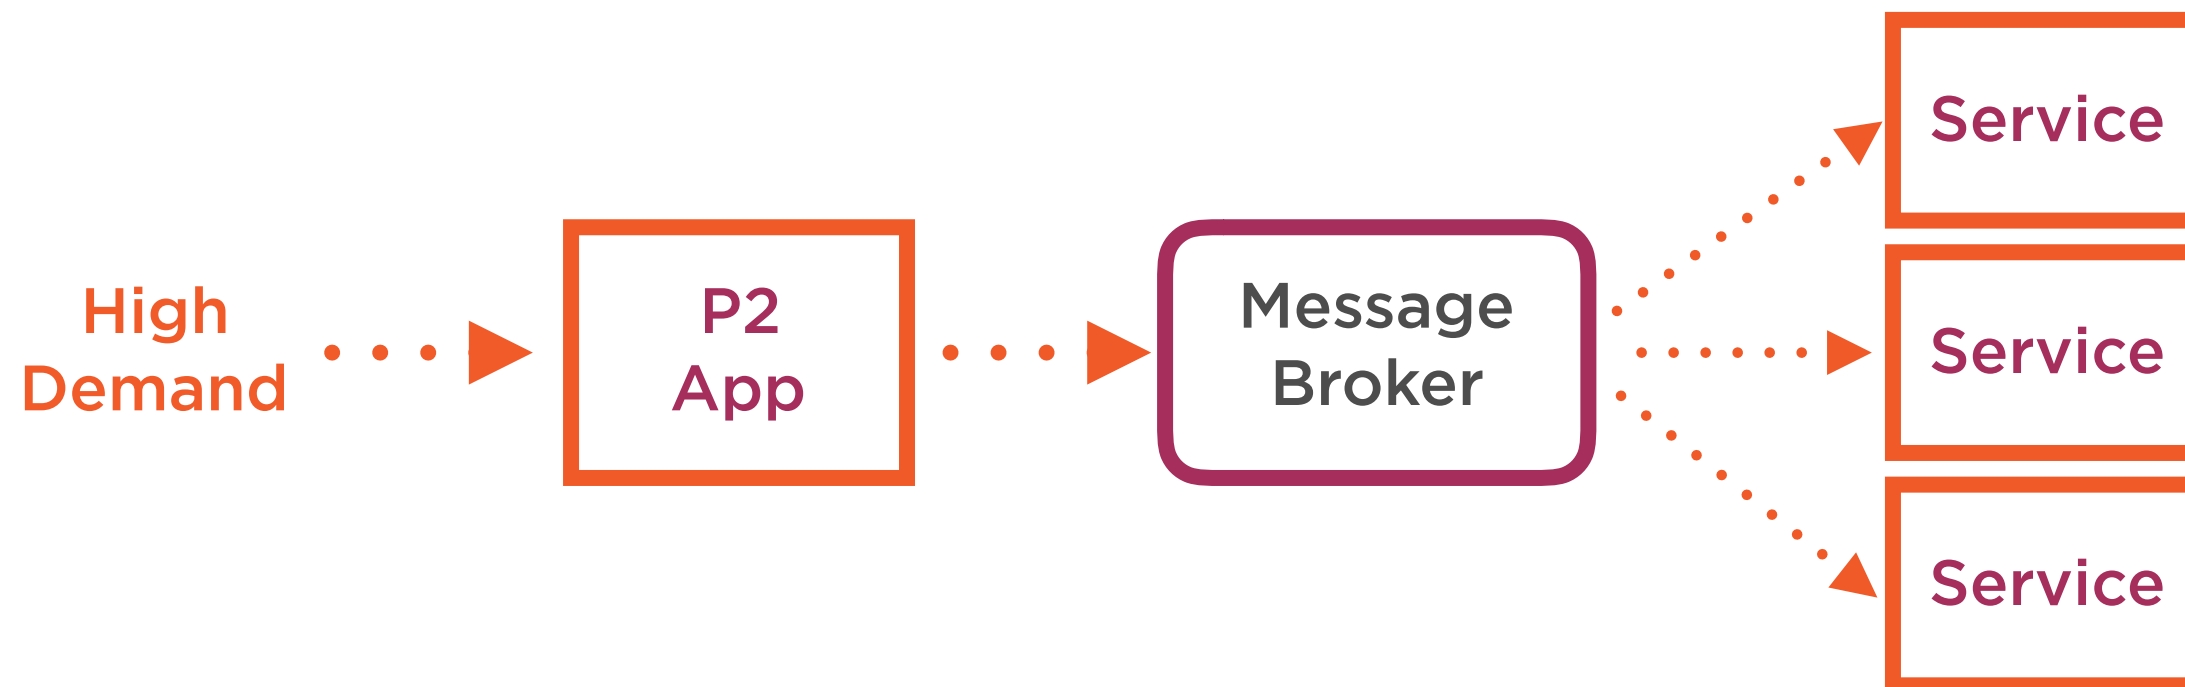 High
Demand
P2
App
Message
Broker
Service
Service
Service